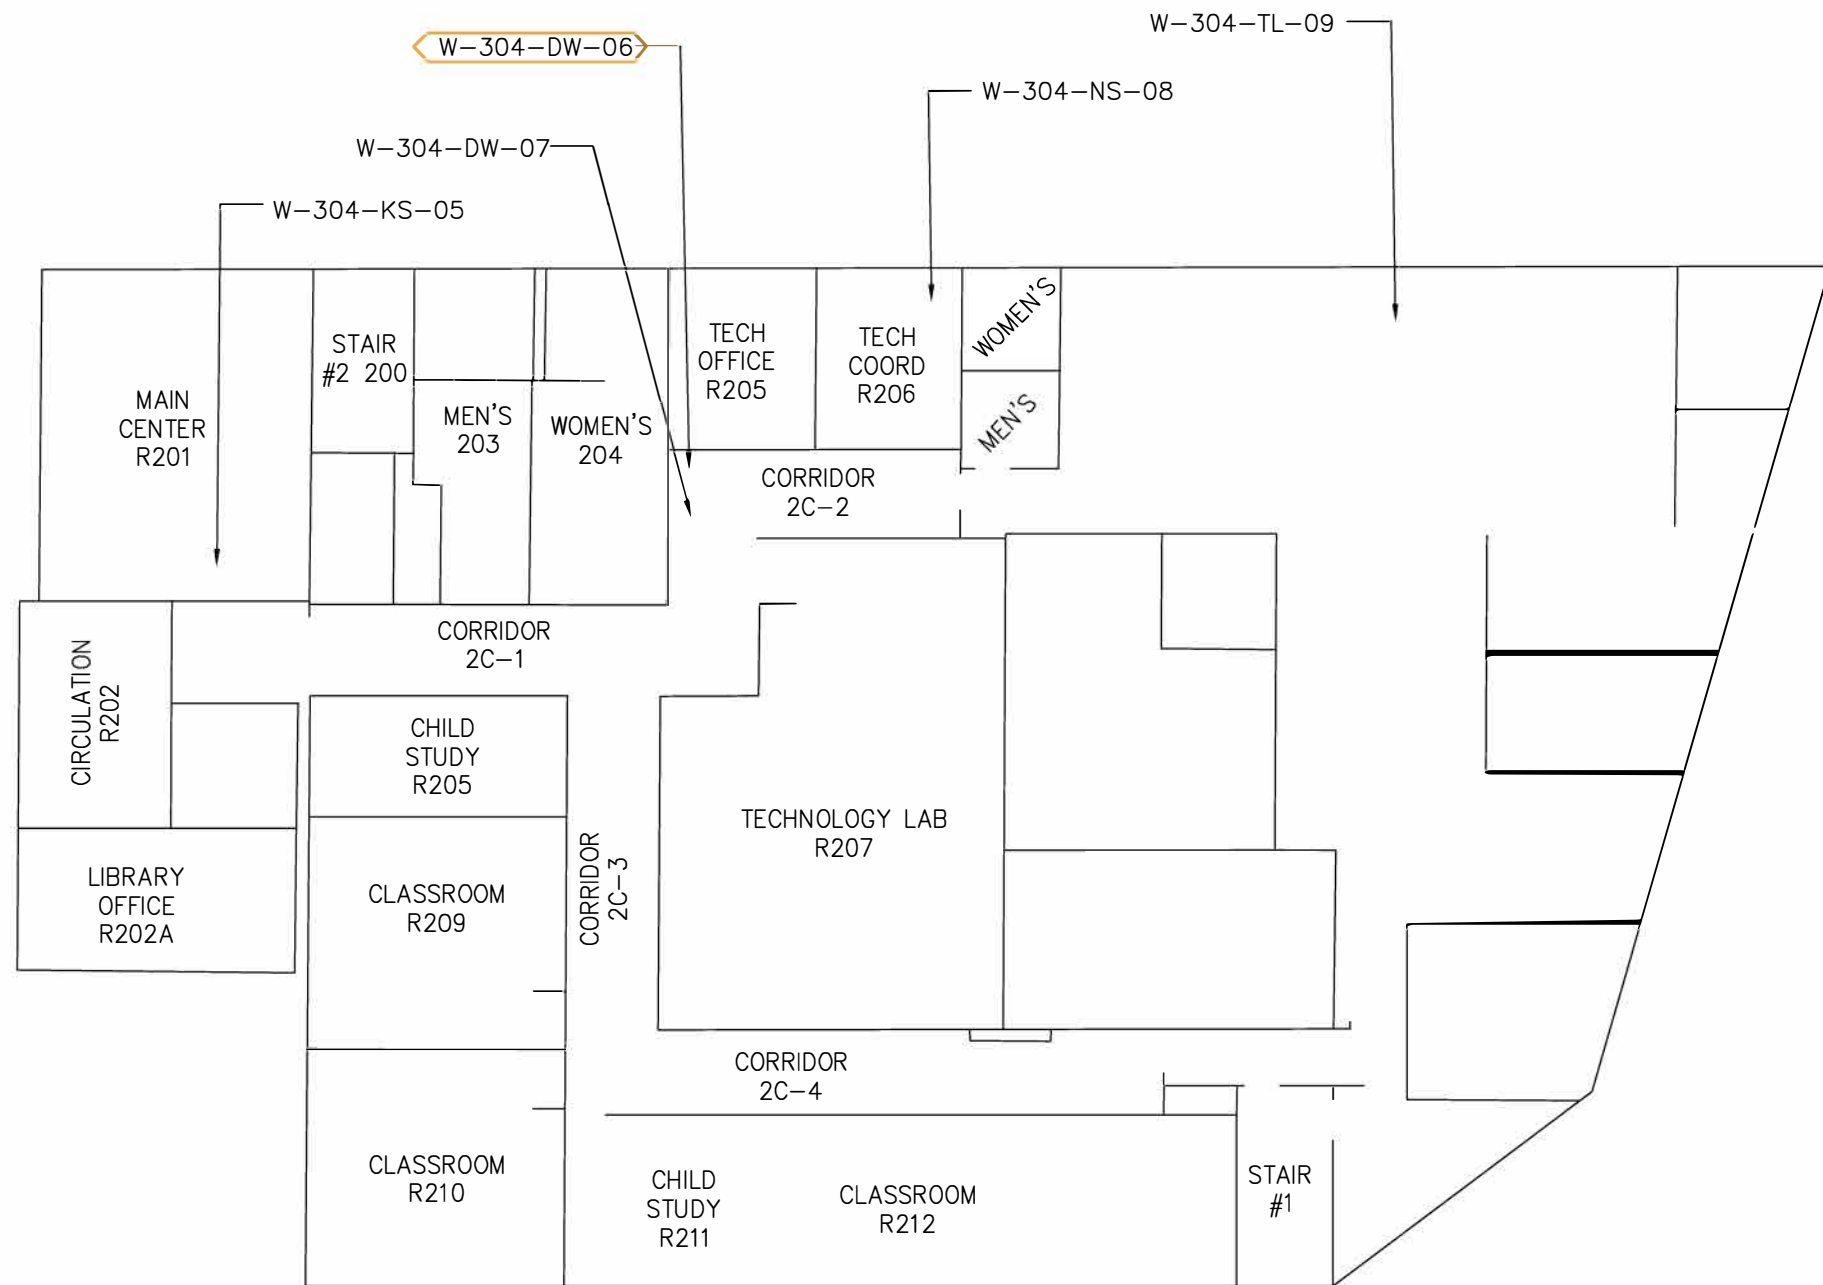 W-304-TL-09
W-304-DW-06
W-304-NS-08
W-304-DW-07
W-304-KS-05
MAIN
CENTER
R201
STAIR
#2 200
MEN'S
203
WOMEN'S
204
TECH
OFFICE
R205
TECH
COORD
R206
WOMEN'S
MEN'S
CORRIDOR
2C-2
CORRIDOR
2C-1
CIRCULATION
R202
CHILD
STUDY
R205
TECHNOLOGY LAB
R207
LIBRARY
OFFICE
R202A
CLASSROOM
R209
CORRIDOR
2C-3
CORRIDOR
2C-4
CLASSROOM
R210
CHILD
STUDY
R211
CLASSROOM
R212
STAIR
#1